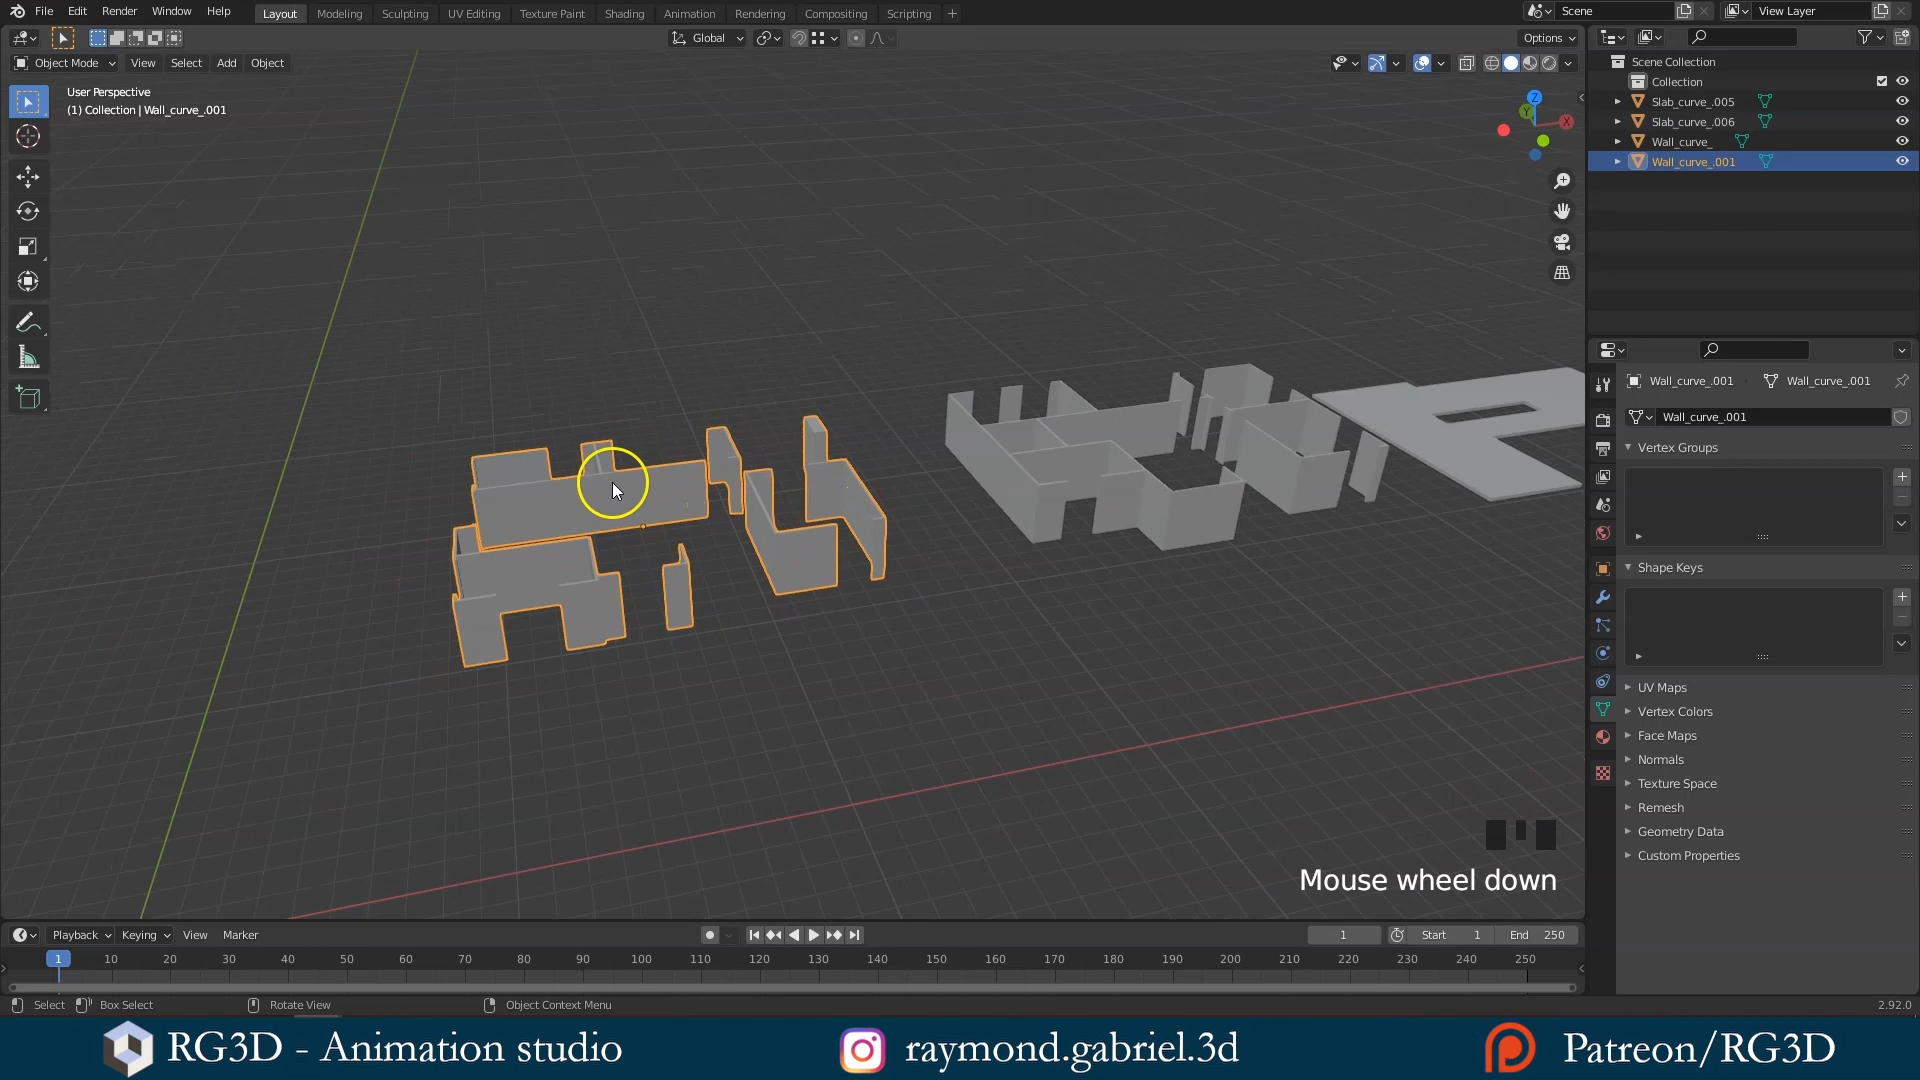 File Edit Render Window Help
Layout Modeling Sculpting UV Editing Texture Paint Shading Animation Rendering Compositing Scripting +
Scene
View Layer
Global
Options
Object Mode View Select Add Object
User Perspective
(1) Collection | Wall_curve_.001
Z
Y
X
Scene Collection
Collection
Slab_curve_.005
Slab_curve_.006
Wall_curve_
Wall_curve_.001
Wall_curve_.001 Wall_curve_.001
Wall_curve_.001
Vertex Groups
Shape Keys
UV Maps
Vertex Colors
Face Maps
Normals
Texture Space
Remesh
Geometry Data
Custom Properties
Mouse wheel down
Playback Keying View Marker
1
Start 1 End 250
1 10 20 30 40 50 60 70 80 90 100 110 120 130 140 150 160 170 180 190 200 210 220 230 240 250
Select Box Select Rotate View Object Context Menu
2.92.0
RG3D - Animation studio
raymond.gabriel.3d
Patreon/RG3D